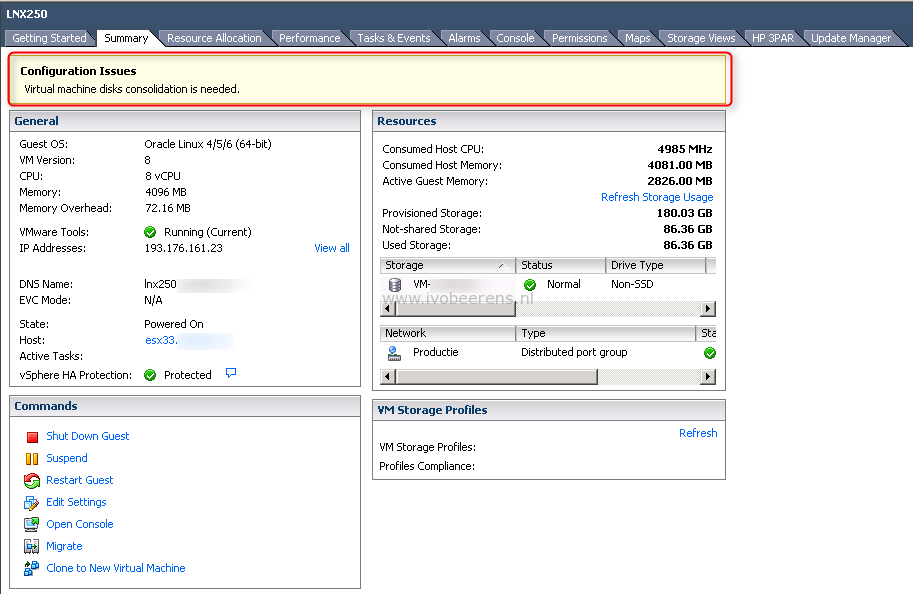 LNX250
Getting Started Summary Resource Allocation Performance Tasks & Events Alarms Console Permissions Maps Storage Views HP 3PAR Update Manager
Configuration Issues
Virtual machine disks consolidation is needed.
General
Guest OS: Oracle Linux 4/5/6 (64-bit)
VM Version: 8
CPU: 8 vCPU
Memory: 4096 MB
Memory Overhead: 72.16 MB
VMware Tools: Running (Current)
IP Addresses: 193.176.161.23 View all
DNS Name: lnx250
EVC Mode: N/A
State: Powered On
Host: esx33.
Active Tasks:
vSphere HA Protection: Protected
Commands
Shut Down Guest
Suspend
Restart Guest
Edit Settings
Open Console
Migrate
Clone to New Virtual Machine
Resources
Consumed Host CPU: 4985 MHz
Consumed Host Memory: 4081.00 MB
Active Guest Memory: 2826.00 MB
Refresh Storage Usage
Provisioned Storage: 180.03 GB
Not-shared Storage: 86.36 GB
Used Storage: 86.36 GB
Storage Status Drive Type
VM- Normal Non-SSD
www.ivobeerens.nl
Network Type Sta
Productie Distributed port group
VM Storage Profiles
Refresh
VM Storage Profiles:
Profiles Compliance: